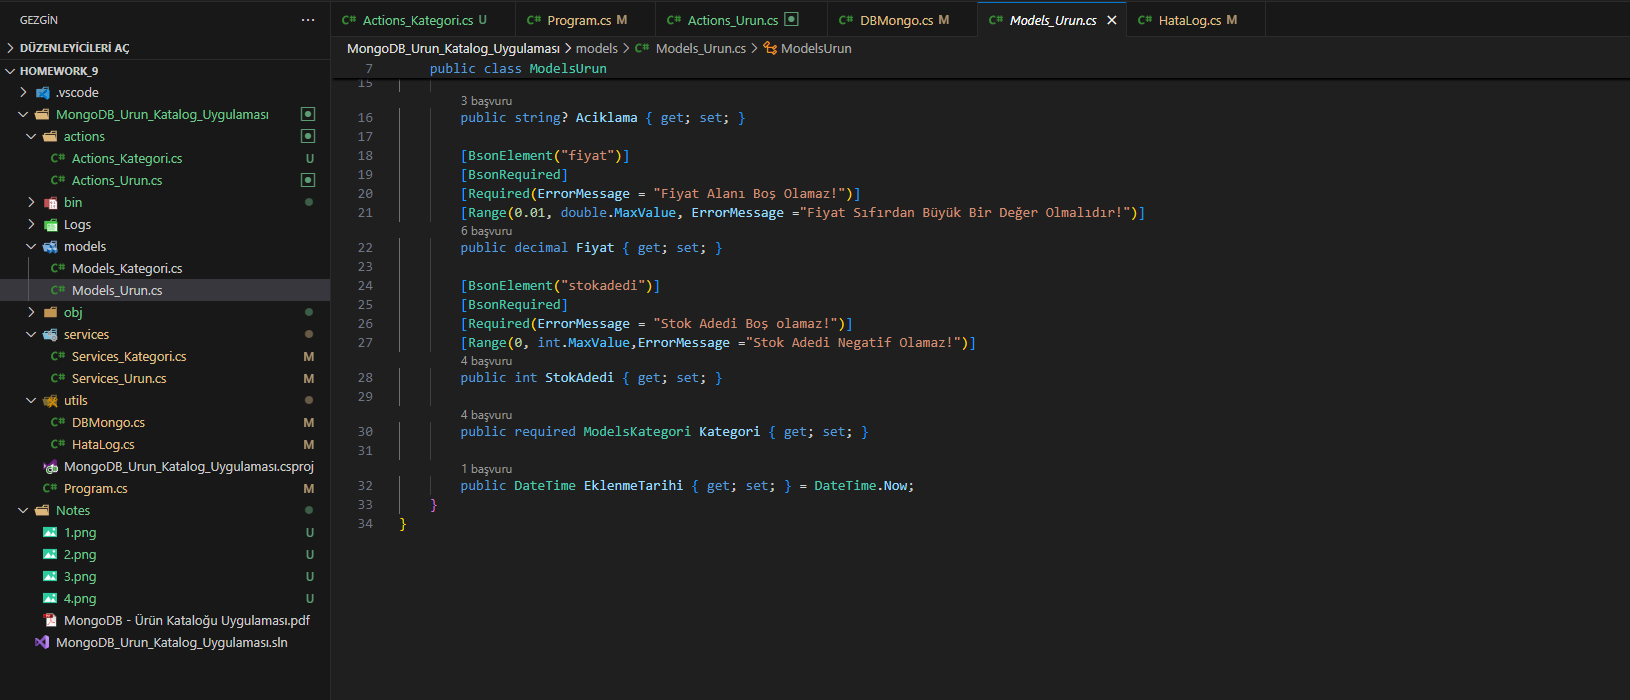 GEZGİN ···
DÜZENLEYİCİLERİ AÇ
HOMEWORK_9
.vscode
MongoDB_Urun_Katalog_Uygulaması
actions
C# Actions_Kategori.cs U
C# Actions_Urun.cs
bin
Logs
models
C# Models_Kategori.cs
C# Models_Urun.cs
obj
services
C# Services_Kategori.cs M
C# Services_Urun.cs M
utils
C# DBMongo.cs M
C# HataLog.cs M
MongoDB_Urun_Katalog_Uygulaması.csproj
C# Program.cs M
Notes
1.png U
2.png U
3.png U
4.png U
MongoDB - Ürün Kataloğu Uygulaması.pdf
MongoDB_Urun_Katalog_Uygulaması.sln
C# Actions_Kategori.cs U C# Program.cs M C# Actions_Urun.cs C# DBMongo.cs M C# Models_Urun.cs × C# HataLog.cs M
MongoDB_Urun_Katalog_Uygulaması > models > C# Models_Urun.cs > ModelsUrun
7 public class ModelsUrun
15
3 başvuru
16 public string? Aciklama { get; set; }
17
18 [BsonElement("fiyat")]
19 [BsonRequired]
20 [Required(ErrorMessage = "Fiyat Alanı Boş Olamaz!")]
21 [Range(0.01, double.MaxValue, ErrorMessage ="Fiyat Sıfırdan Büyük Bir Değer Olmalıdır!")]
6 başvuru
22 public decimal Fiyat { get; set; }
23
24 [BsonElement("stokadedi")]
25 [BsonRequired]
26 [Required(ErrorMessage = "Stok Adedi Boş olamaz!")]
27 [Range(0, int.MaxValue,ErrorMessage ="Stok Adedi Negatif Olamaz!")]
4 başvuru
28 public int StokAdedi { get; set; }
29
4 başvuru
30 public required ModelsKategori Kategori { get; set; }
31
1 başvuru
32 public DateTime EklenmeTarihi { get; set; } = DateTime.Now;
33 }
34 }